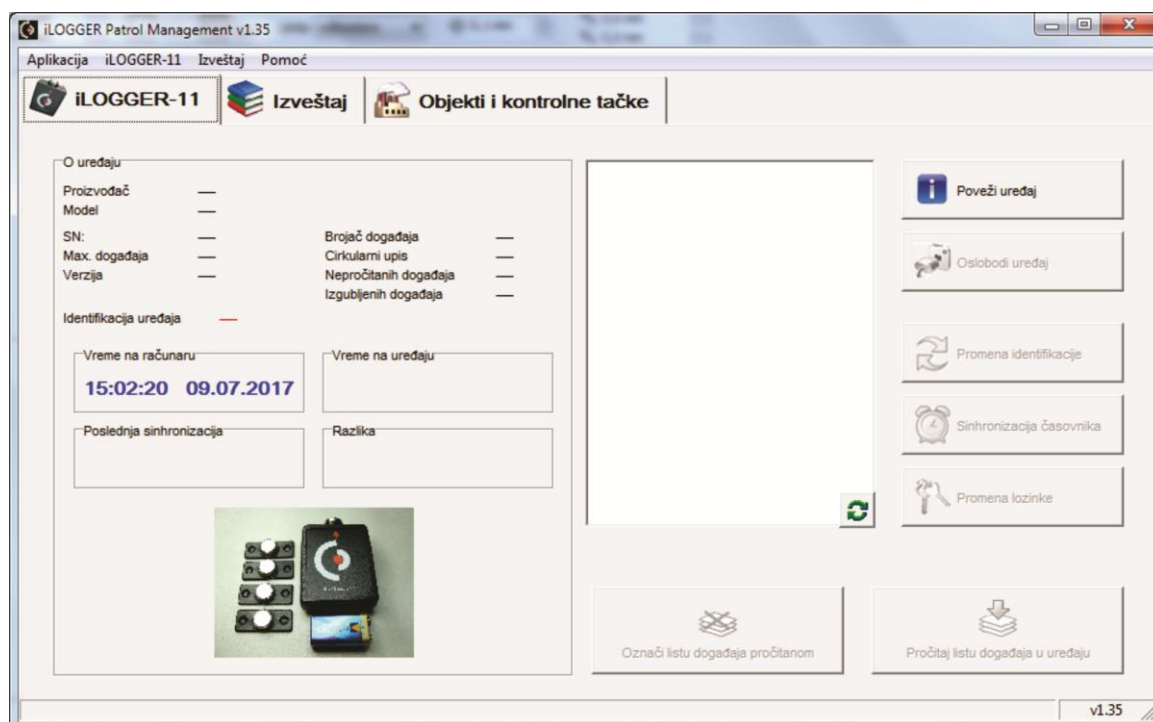 iLOGGER Patrol Management v1.35
Aplikacija iLOGGER-11 Izveštaj Pomoć
iLOGGER-11 Izveštaj Objekti i kontrolne tačke
O uređaju
Proizvođač —
Model —
SN: —
Max. događaja —
Verzija —
Brojač događaja —
Cirkularni upis —
Nepročitanih događaja —
Izgubljenih događaja —
Identifikacija uređaja —
Vreme na računaru
15:02:20 09.07.2017
Vreme na uređaju
Poslednja sinhronizacija
Razlika
Poveži uređaj
Oslobodi uređaj
Promena identifikacije
Sinhronizacija časovnika
Promena lozinke
Označi listu događaja pročitanom
Pročitaj listu događaja u uređaju
v1.35